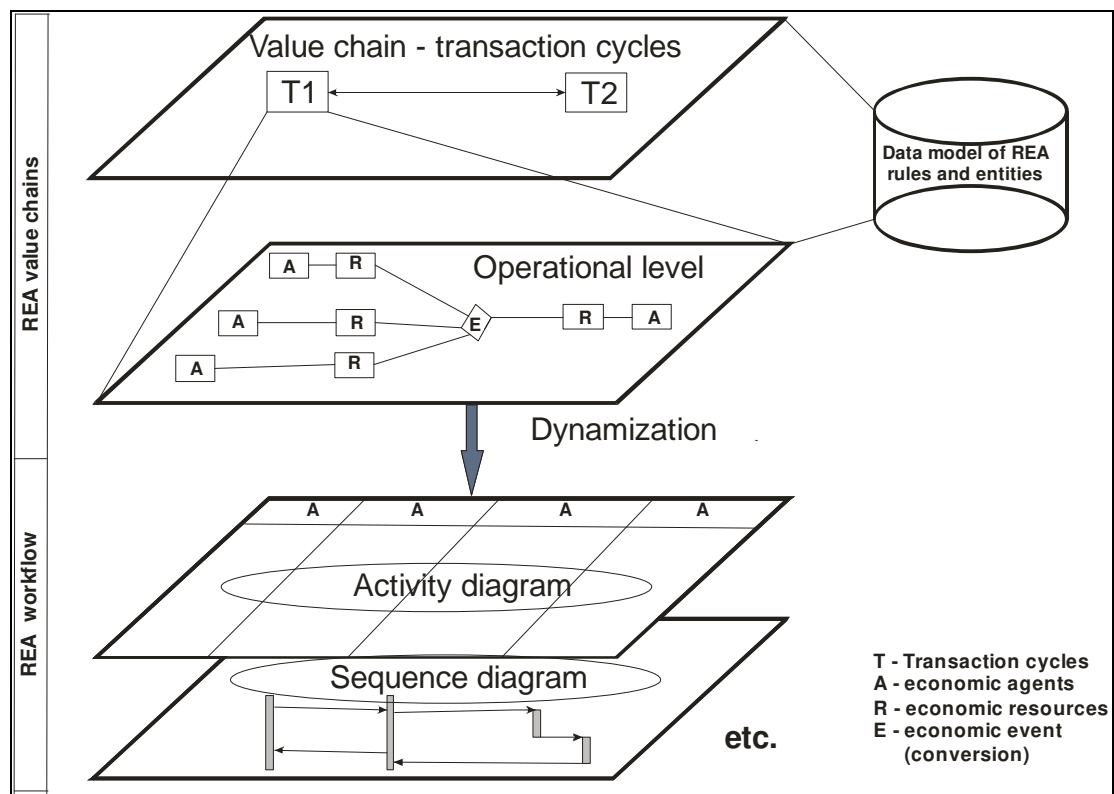 Value chain - transaction cycles
T1
T2
Data model of REA
rules and entities
REA value chains
Operational level
A
R
A
R
A
R
E
R
A
Dynamization
REA workflow
A
A
A
A
Activity diagram
Sequence diagram
etc.
T - Transaction cycles
A - economic agents
R - economic resources
E - economic event
(conversion)